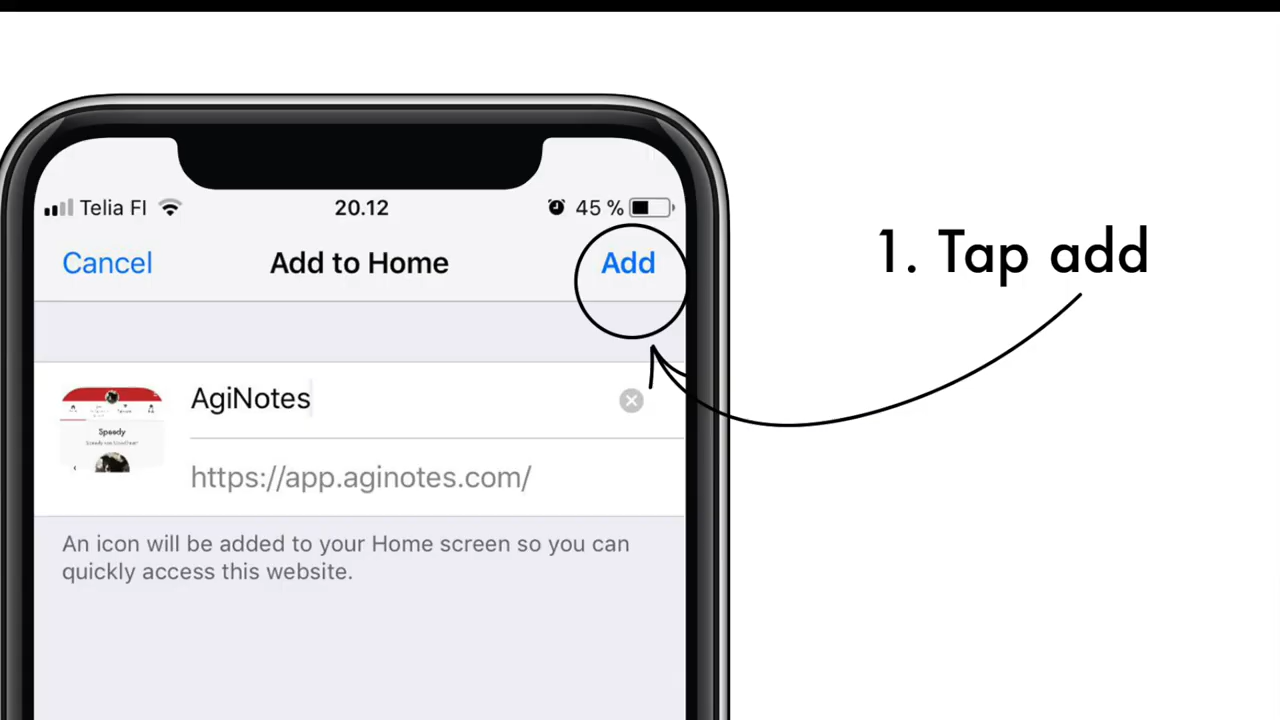 Telia FI 20.12 45 %
Cancel Add to Home Add
1. Tap add
AgiNotes
Speedy
https://app.aginotes.com/
An icon will be added to your Home screen so you can
quickly access this website.